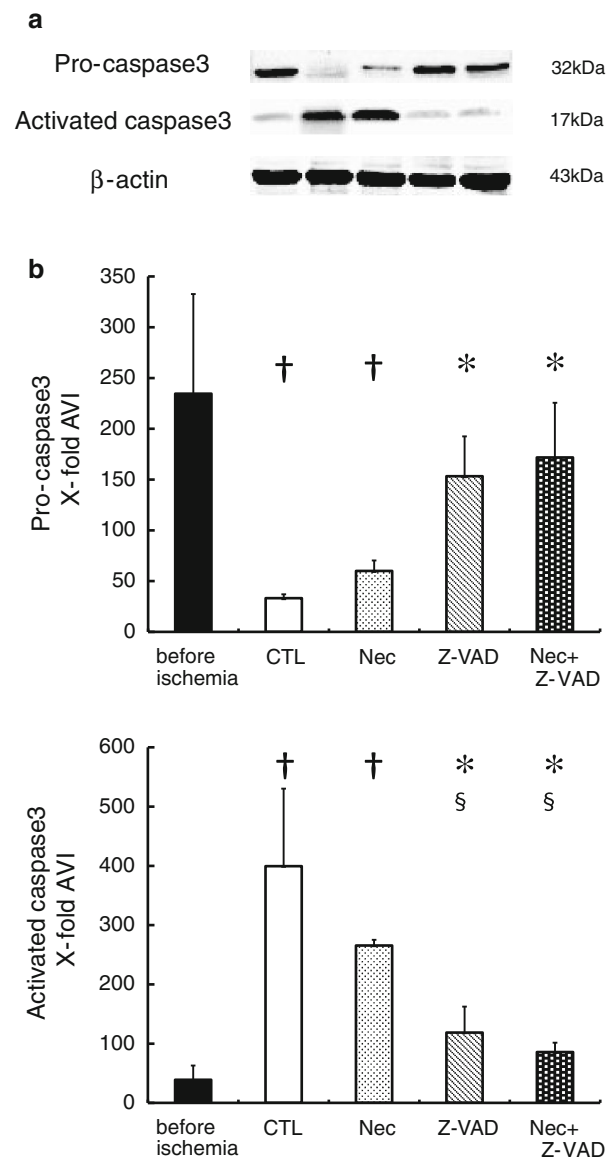 a
Pro-caspase3 32kDa
Activated caspase3 17kDa
β-actin 43kDa
b
Pro-caspase3
X-fold AVI
350
300
250
200
150
100
50
0
† † * *
before ischemia CTL Nec Z-VAD Nec+ Z-VAD
Activated caspase3
X-fold AVI
600
500
400
300
200
100
0
† † * *
§ §
before ischemia CTL Nec Z-VAD Nec+ Z-VAD